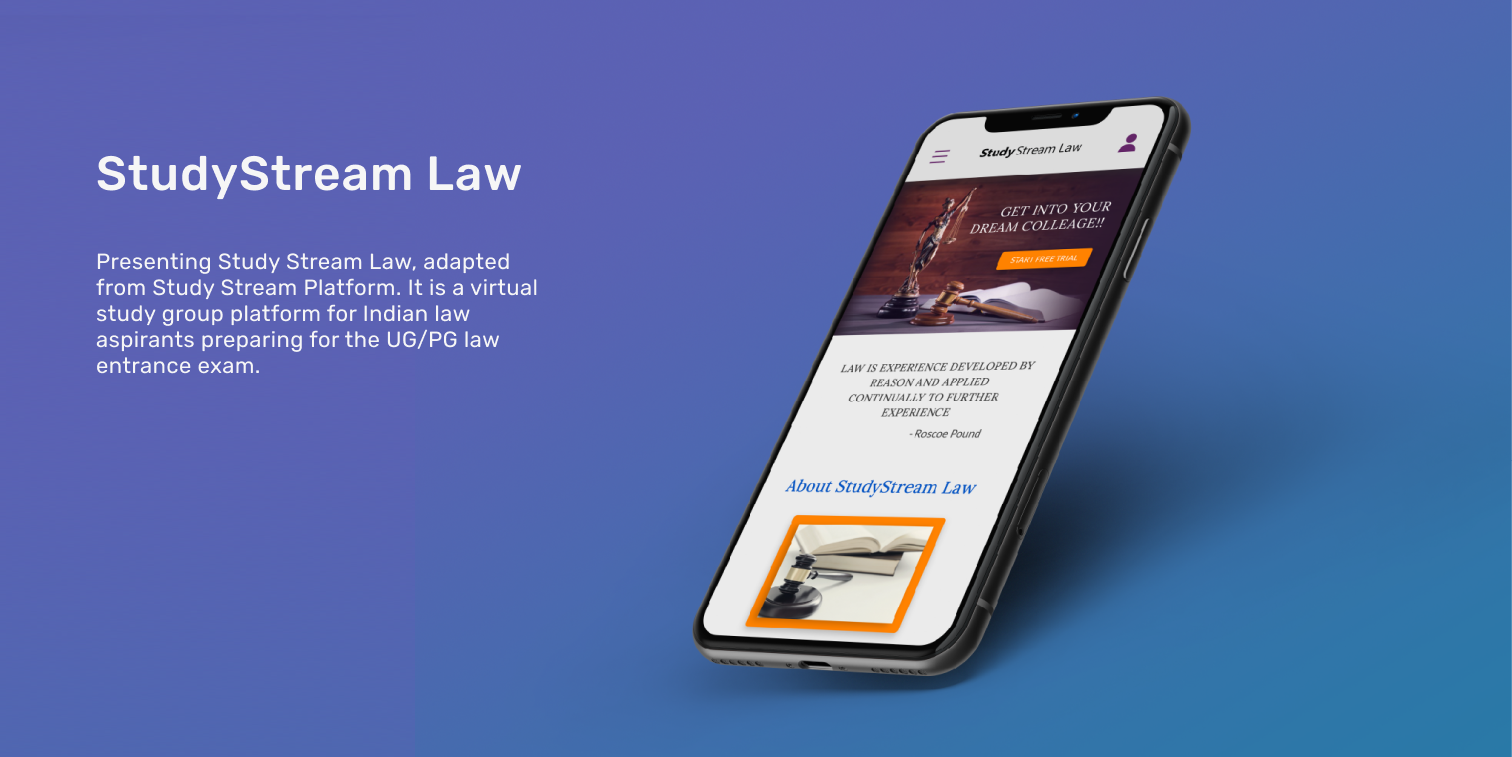 StudyStream Law
Presenting Study Stream Law, adapted
from Study Stream Platform. It is a virtual
study group platform for Indian law
aspirants preparing for the UG/PG law
entrance exam.
StudyStream Law
GET INTO YOUR
DREAM COLLEAGE!!
START FREE TRIAL
LAW IS EXPERIENCE DEVELOPED BY
REASON AND APPLIED
CONTINUALLY TO FURTHER
EXPERIENCE
- Roscoe Pound
About StudyStream Law